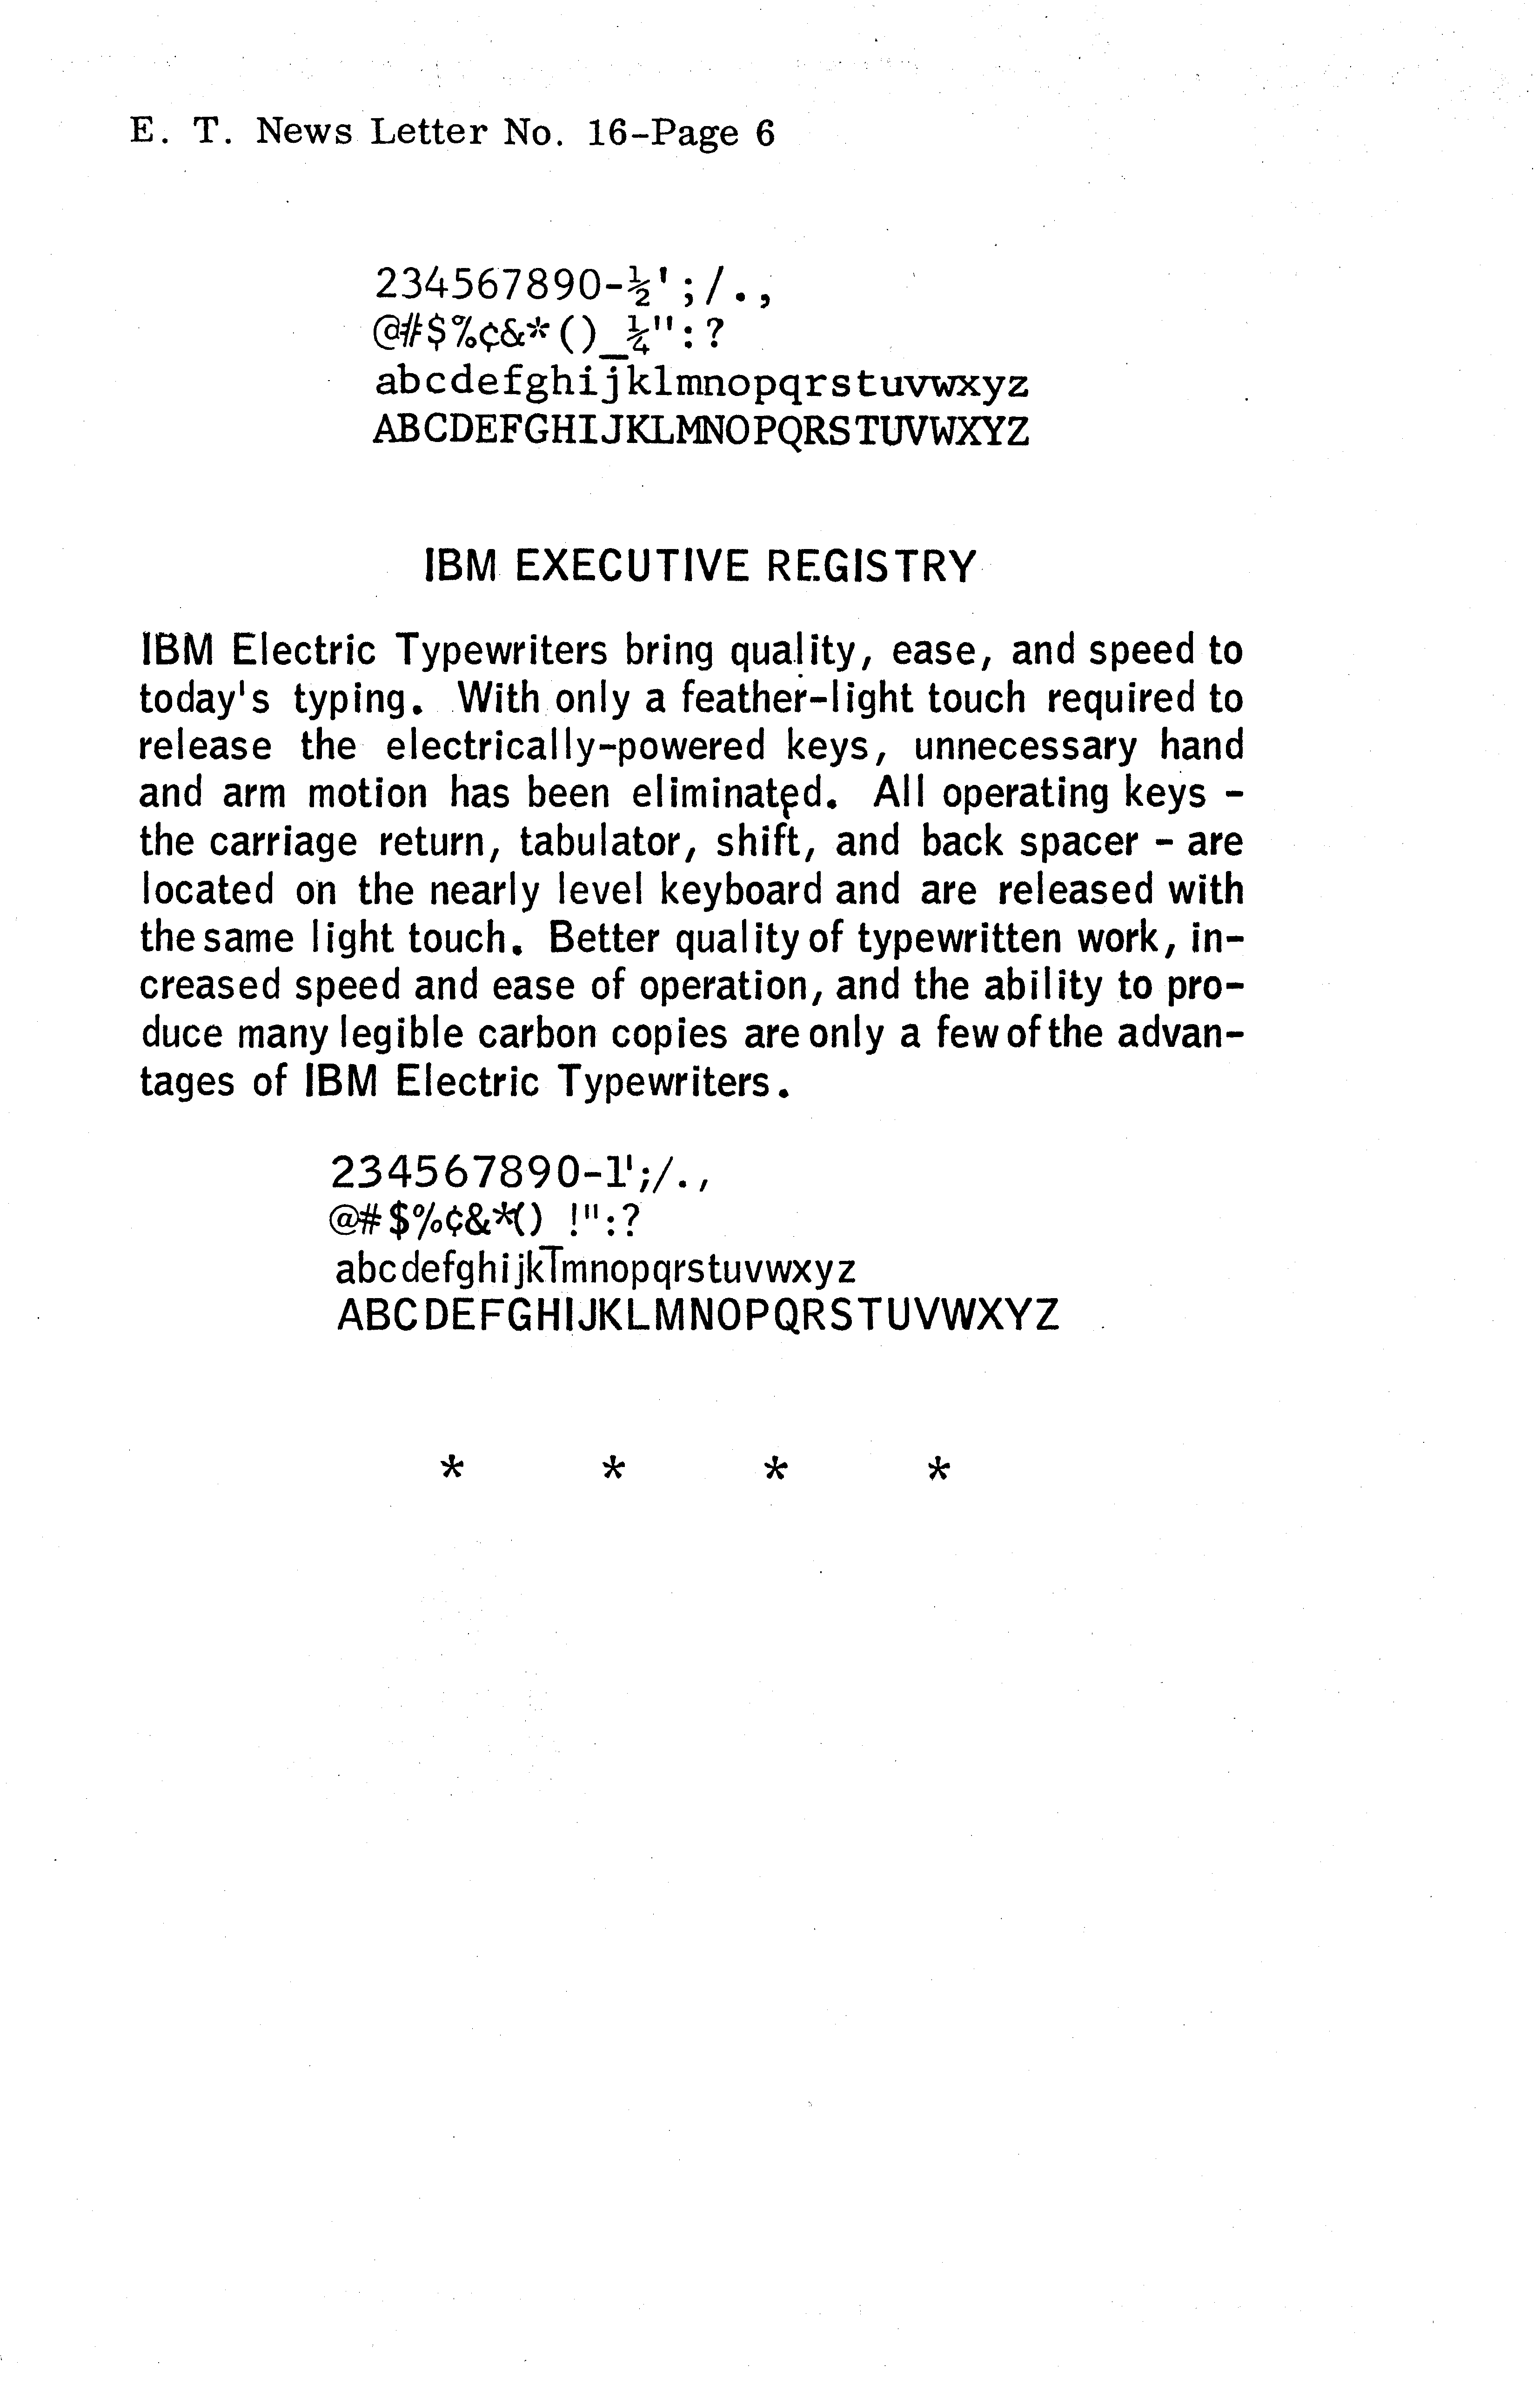 E. T. News Letter No. 16-Page 6
234567890-½';/.,
@#$%¢&*()_¼":?
abcdefghijklmnopqrstuvwxyz
ABCDEFGHIJKLMNOPQRSTUVWXYZ
IBM EXECUTIVE REGISTRY
IBM Electric Typewriters bring quality, ease, and speed to
today's typing. With only a feather-light touch required to
release the electrically-powered keys, unnecessary hand
and arm motion has been eliminated. All operating keys -
the carriage return, tabulator, shift, and back spacer - are
located on the nearly level keyboard and are released with
the same light touch. Better quality of typewritten work, in-
creased speed and ease of operation, and the ability to pro-
duce many legible carbon copies are only a few of the advan-
tages of IBM Electric Typewriters.
234567890-1';/.,
@#$%¢&*()_!":?
abcdefghijklmnopqrstuvwxyz
ABCDEFGHIJKLMNOPQRSTUVWXYZ
* * * *